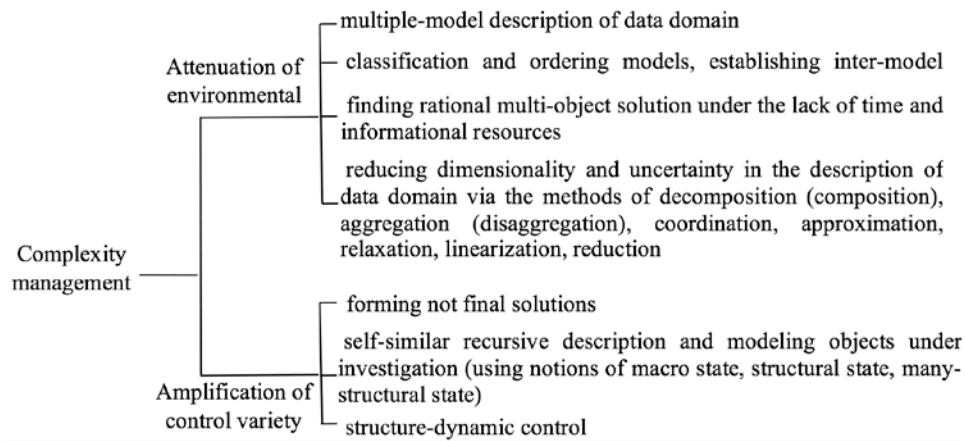 multiple-model description of data domain
Attenuation of
environmental
classification and ordering models, establishing inter-model
finding rational multi-object solution under the lack of time and
informational resources
reducing dimensionality and uncertainty in the description of
data domain via the methods of decomposition (composition),
aggregation (disaggregation), coordination, approximation,
relaxation, linearization, reduction
Complexity
management
forming not final solutions
self-similar recursive description and modeling objects under
investigation (using notions of macro state, structural state, many-
structural state)
Amplification of
control variety
structure-dynamic control